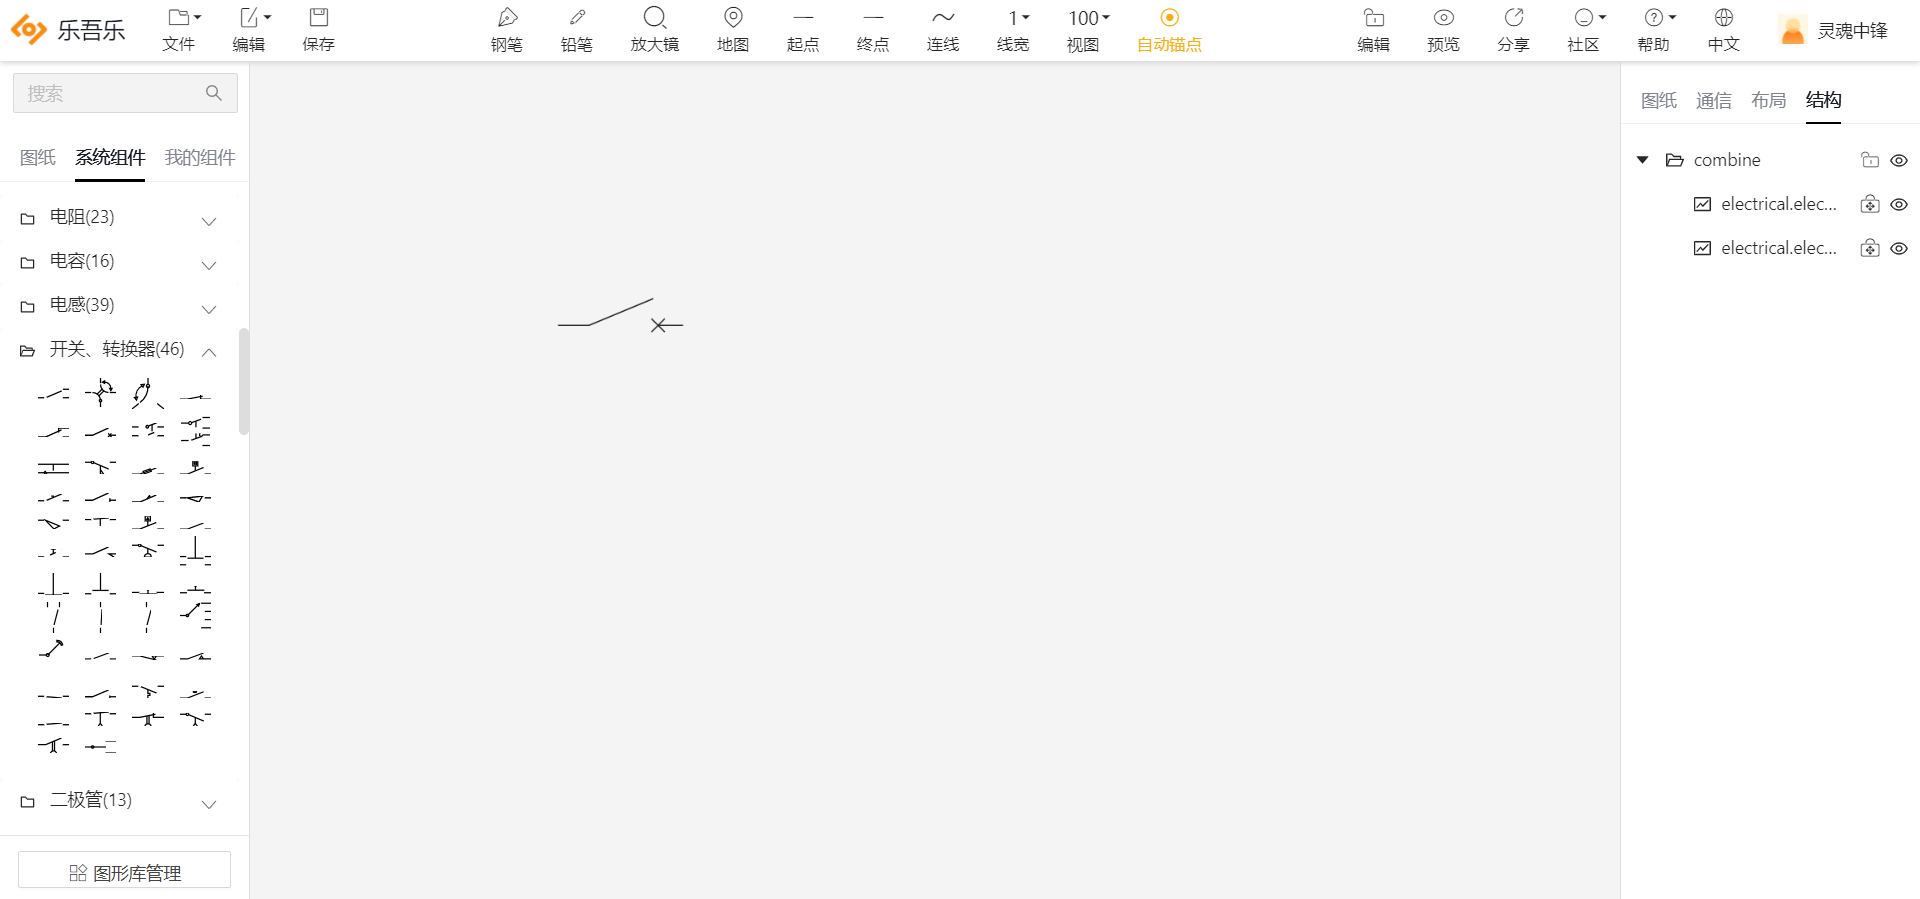 乐吾乐
文件
编辑
保存
钢笔
铅笔
放大镜
地图
起点
终点
连线
1
线宽
100
视图
自动锚点
编辑
预览
分享
社区
帮助
中文
灵魂中锋
搜索
图纸 系统组件 我的组件
电阻(23)
电容(16)
电感(39)
开关、转换器(46)
二极管(13)
图形库管理
图纸 通信 布局 结构
combine
electrical.elec...
electrical.elec...